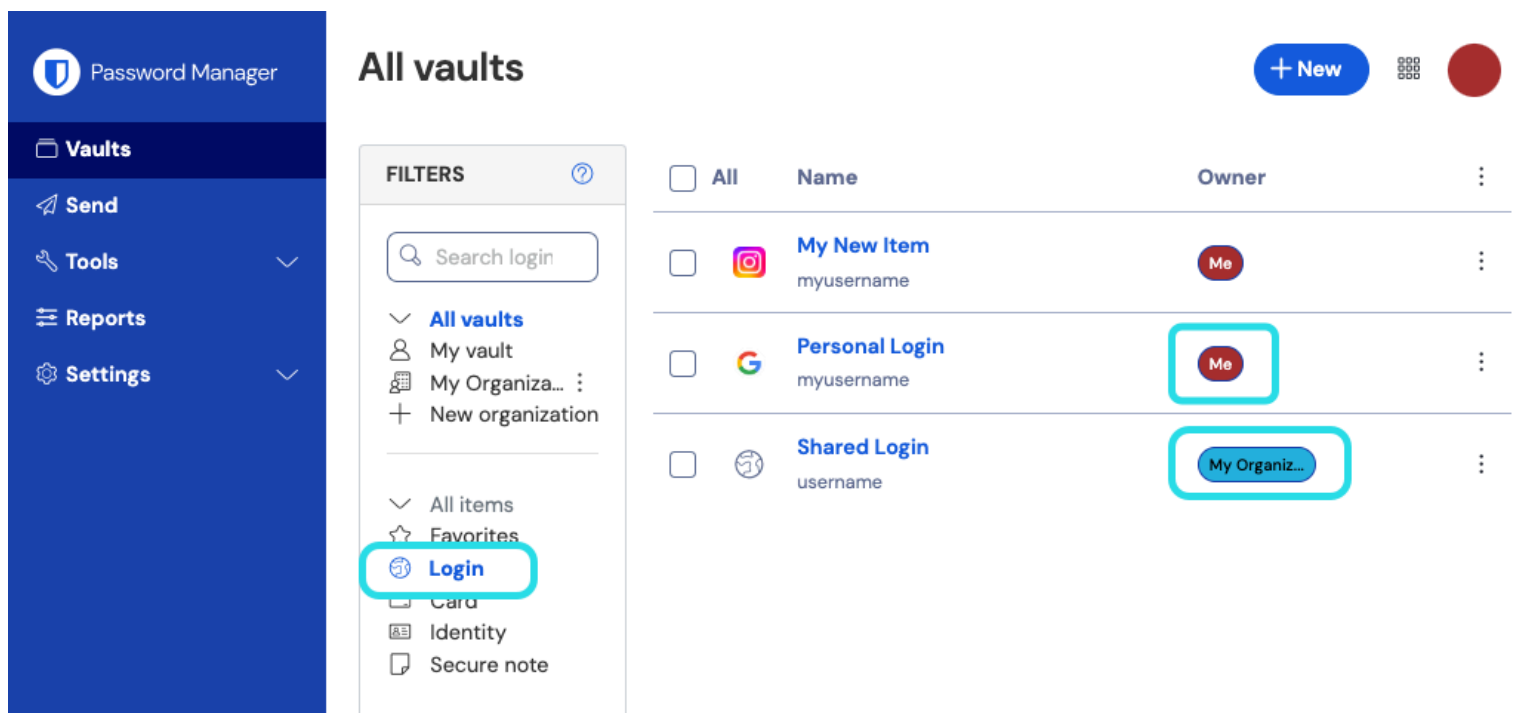 Password Manager
Vaults
Send
Tools
Reports
Settings
All vaults
+ New
FILTERS
Search login
All vaults
My vault
My Organiza...
New organization
All items
Favorites
Login
Card
Identity
Secure note
All Name Owner
My New Item
myusername
Me
Personal Login
myusername
Me
Shared Login
username
My Organiz...